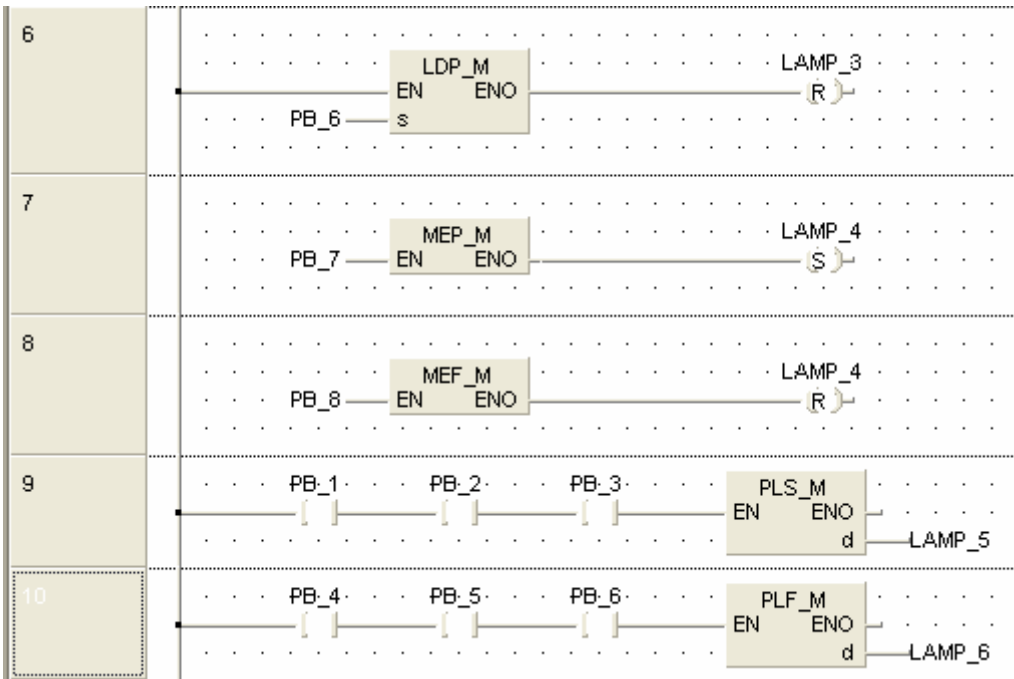 6
LDP_M
LAMP_3
EN ENO
R
PB_6
s
7
MEP_M
LAMP_4
PB_7
EN ENO
S
8
MEF_M
LAMP_4
PB_8
EN ENO
R
9
PB_1 PB_2 PB_3
PLS_M
EN ENO
d
LAMP_5
10
PB_4 PB_5 PB_6
PLF_M
EN ENO
d
LAMP_6